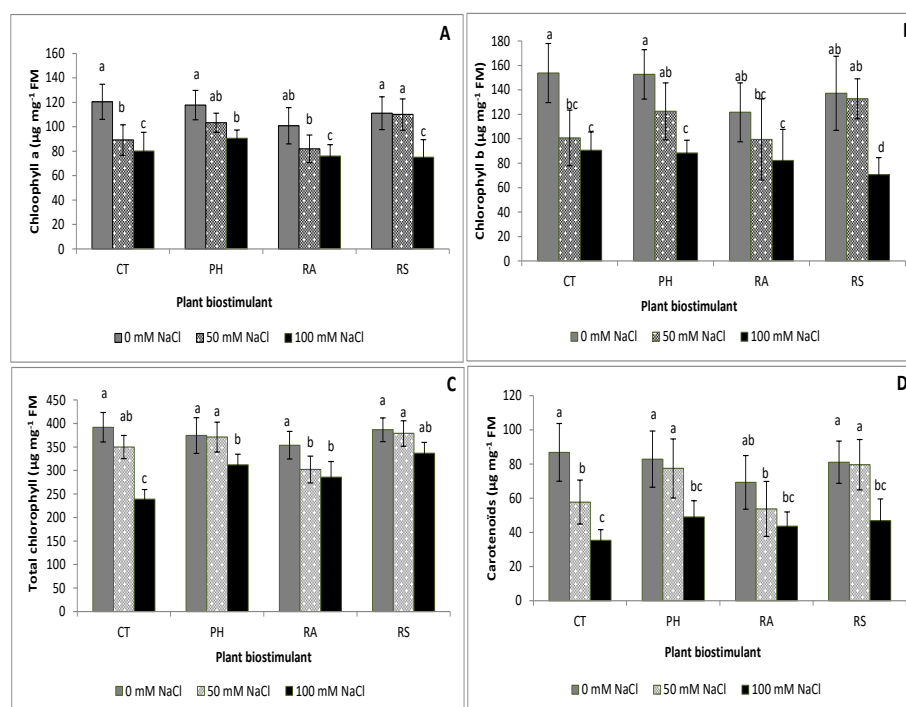 A
Chloophyll a (µg mg⁻¹ FM)
160
140
120
100
80
60
40
20
0
a b c
a ab b
ab b c
a a c
CT PH RA RS
Plant biostimulant
0 mM NaCl 50 mM NaCl 100 mM NaCl
Chlorophyll b (µg mg⁻¹ FM)
180
160
140
120
100
80
60
40
20
0
a bc c
a ab c
ab bc c
ab ab d
CT PH RA RS
Plant biostimulant
0 mM NaCl 50 mM NaCl 100 mM NaCl
C
Total chlorophyll (µg mg⁻¹ FM
450
400
350
300
250
200
150
100
50
0
a ab c
a a b
a b b
a a ab
CT PH RA RS
Plant biostimulant
0 mM NaCl 50 mM NaCl 100 mM NaCl
D
Carotenoïds (µg mg⁻¹ FM)
120
100
80
60
40
20
0
a b c
a a bc
ab b bc
a a bc
CT PH RA RS
Plant biostimulant
0 mM NaCl 50 mM NaCl 100 mM NaCl